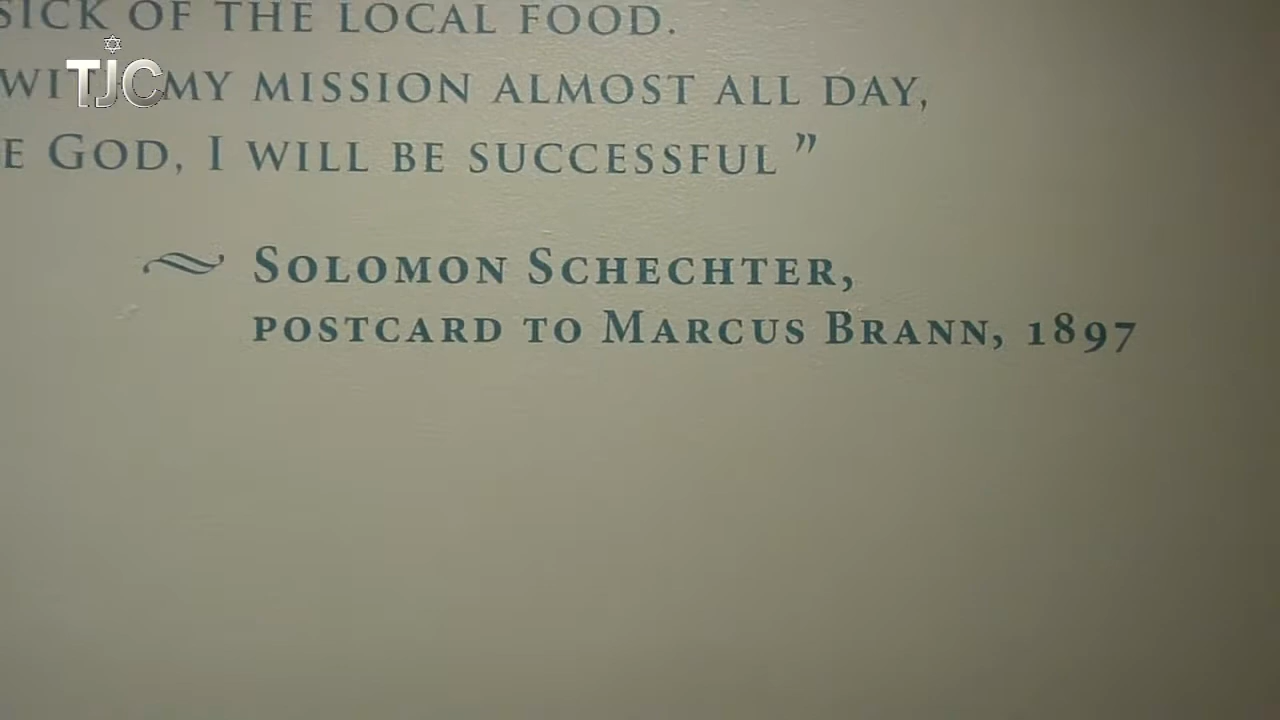 SICK OF THE LOCAL FOOD.
TJC
MY MISSION ALMOST ALL DAY,
E GOD, I WILL BE SUCCESSFUL ”
SOLOMON SCHECHTER,
POSTCARD TO MARCUS BRANN, 1897